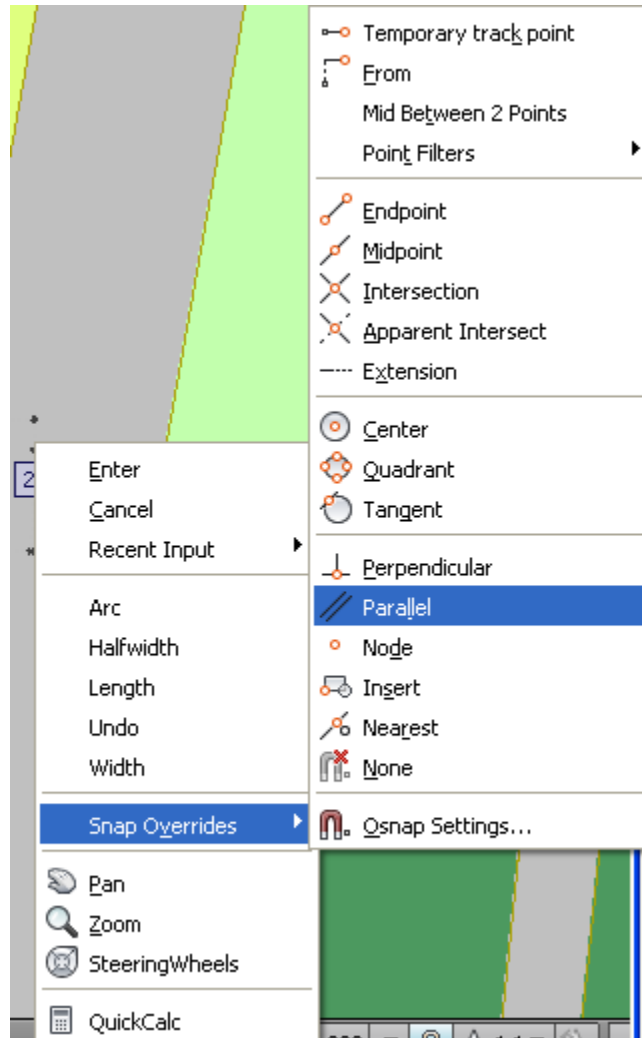 Temporary track point
From
Mid Between 2 Points
Point Filters
Endpoint
Midpoint
Intersection
Apparent Intersect
Extension
Center
Quadrant
Tangent
Perpendicular
Parallel
Node
Insert
Nearest
None
Osnap Settings...
2
Enter
Cancel
Recent Input
Arc
Halfwidth
Length
Undo
Width
Snap Overrides
Pan
Zoom
SteeringWheels
QuickCalc